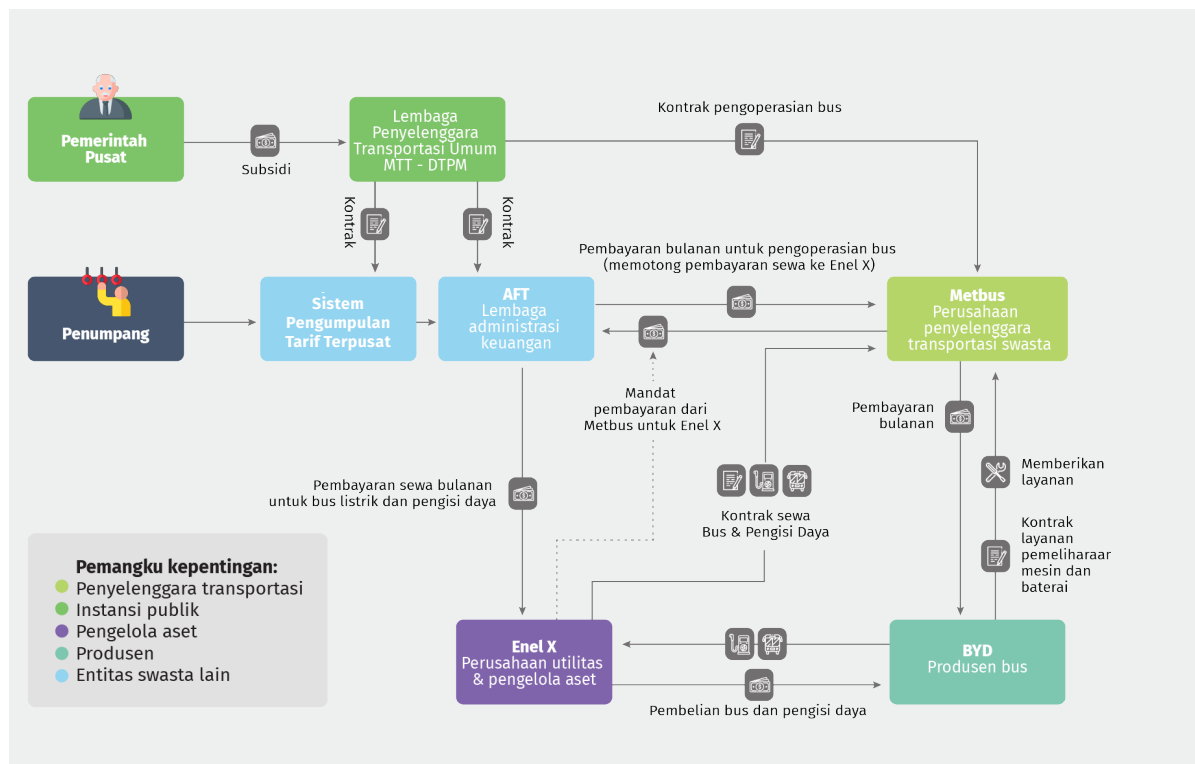 Kontrak pengoperasian bus
Pemerintah
Pusat
Subsidi
Lembaga
Penyelenggara
Transportasi Umum
MTT - DTPM
Kontrak
Kontrak
Pembayaran bulanan untuk pengoperasian bus
(memotong pembayaran sewa ke Enel X)
Penumpang
Sistem
Pengumpulan
Tarif Terpusat
AFT
Lembaga
administrasi
keuangan
Metbus
Perusahaan
penyelenggara
transportasi swasta
Mandat
pembayaran dari
Metbus untuk Enel X
Pembayaran
bulanan
Memberikan
layanan
Pembayaran sewa bulanan
untuk bus listrik dan pengisi daya
Kontrak sewa
Bus & Pengisi Daya
Kontrak
layanan
pemeliharaar
mesin dan
baterai
Pemangku kepentingan:
Penyelenggara transportasi
Instansi publik
Pengelola aset
Produsen
Entitas swasta lain
Enel X
Perusahaan utilitas
& pengelola aset
BYD
Produsen bus
Pembelian bus dan pengisi daya